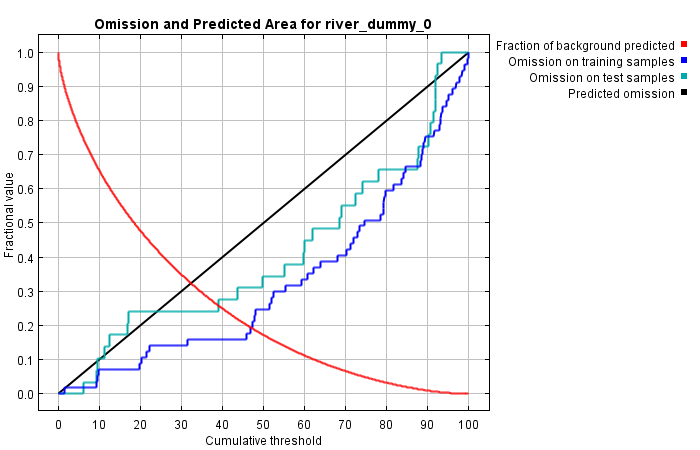 Omission and Predicted Area for river_dummy_0
Fraction of background predicted
Omission on training samples
Omission on test samples
Predicted omission
Fractional value
1.0
0.9
0.8
0.7
0.6
0.5
0.4
0.3
0.2
0.1
0.0
0 10 20 30 40 50 60 70 80 90 100
Cumulative threshold